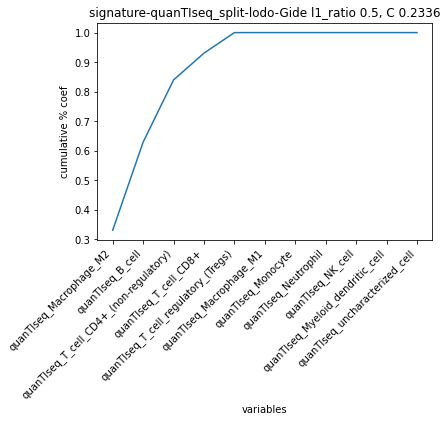 signature-quanTIseq_split-lodo-Gide l1_ratio 0.5, C 0.2336
cumulative % coef
1.0
0.9
0.8
0.7
0.6
0.5
0.4
0.3
quanTIseq_Macrophage_M2
quanTIseq_B_cell
quanTIseq_T_cell_CD4+_(non-regulatory)
quanTIseq_T_cell_CD8+
quanTIseq_T_cell_regulatory_(Tregs)
quanTIseq_Macrophage_M1
quanTIseq_Monocyte
quanTIseq_Neutrophil
quanTIseq_NK_cell
quanTIseq_Myeloid_dendritic_cell
quanTIseq_uncharacterized_cell
variables